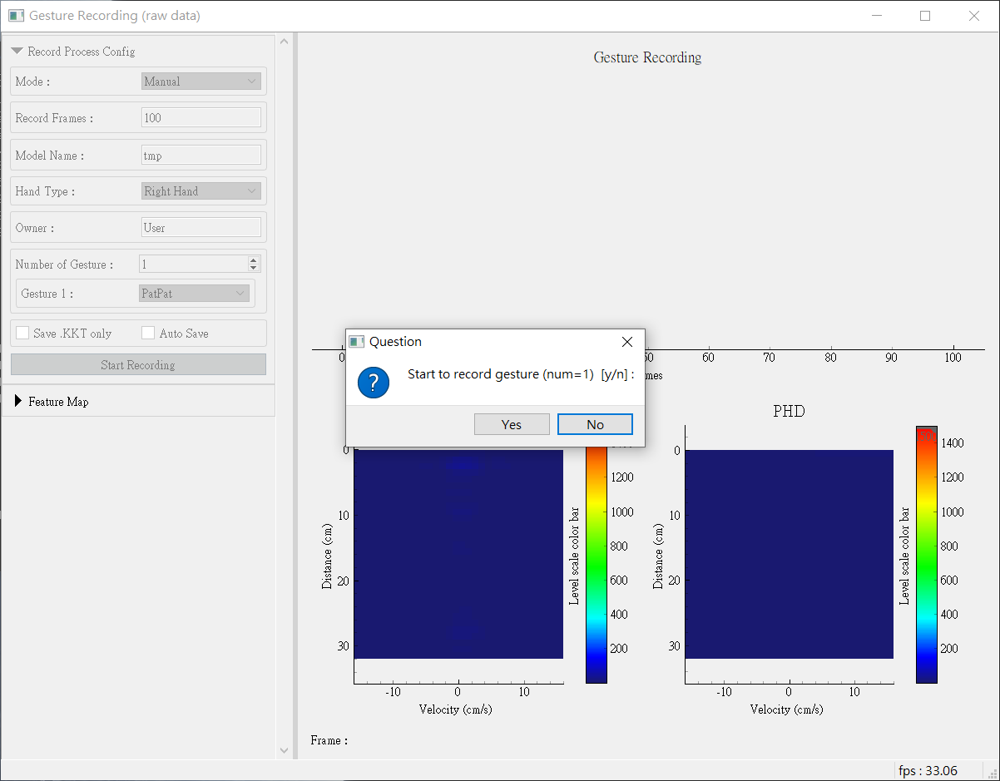 Gesture Recording (raw data)
Record Process Config
Mode : Manual
Record Frames : 100
Model Name : tmp
Hand Type : Right Hand
Owner : User
Number of Gesture : 1
Gesture 1 : PatPat
Save .KKT only Auto Save
Start Recording
Feature Map
Gesture Recording
60 70 80 90 100
Question
Start to record gesture (num=1) [y/n] :
Yes No
0
10
20
30
Distance (cm)
-10 0 10
Velocity (cm/s)
1200
1000
800
600
400
200
Level scale color bar
PHD
0
10
20
30
Distance (cm)
-10 0 10
Velocity (cm/s)
1400
1200
1000
800
600
400
200
Level scale color bar
Frame :
fps : 33.06